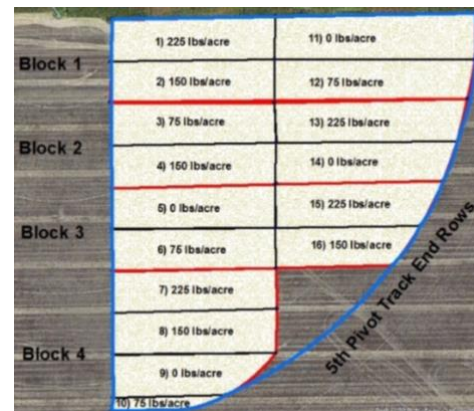 Block 1
1) 225 lbs/acre
11) 0 lbs/acre
2) 150 lbs/acre
12) 75 lbs/acre
Block 2
3) 75 lbs/acre
13) 225 lbs/acre
4) 150 lbs/acre
14) 0 lbs/acre
Block 3
5) 0 lbs/acre
15) 225 lbs/acre
6) 75 lbs/acre
16) 150 lbs/acre
Block 4
7) 225 lbs/acre
8) 150 lbs/acre
9) 0 lbs/acre
10) 75 lbs/acre
5th Pivot Track End Rows